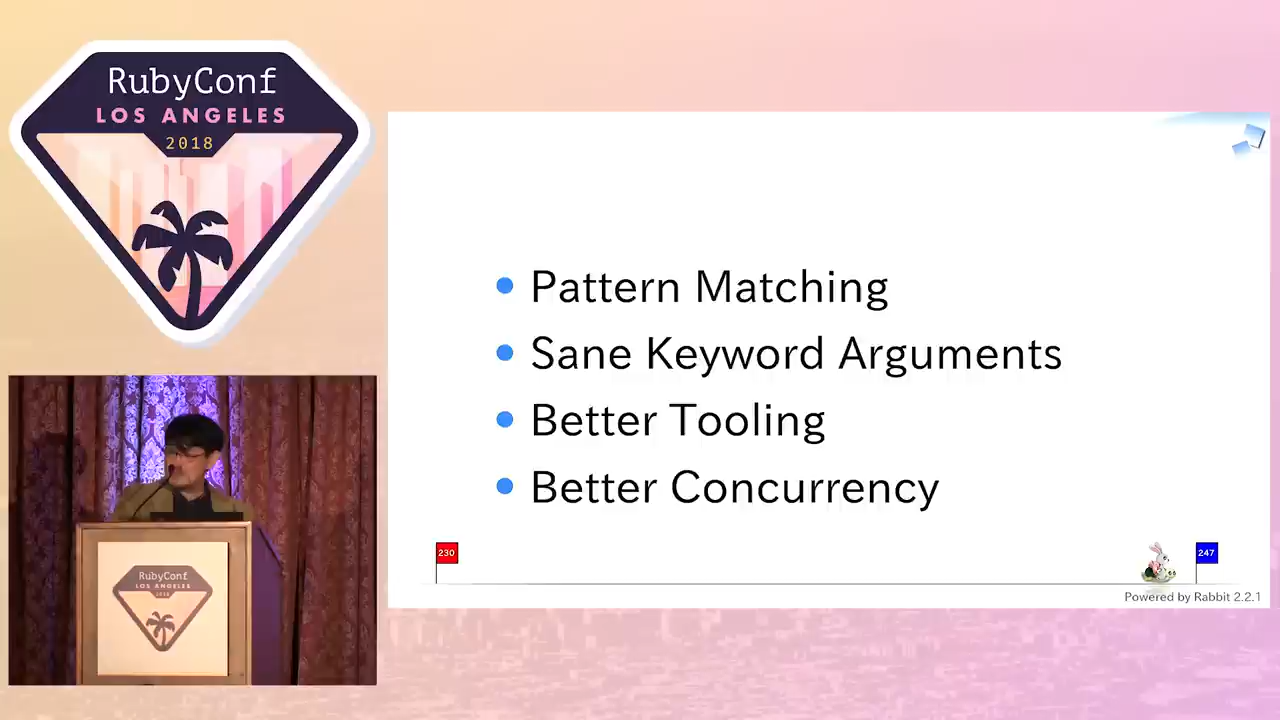 RubyConf
LOS ANGELES
2018
Pattern Matching
Sane Keyword Arguments
Better Tooling
Better Concurrency
230
247
Powered by Rabbit 2.2.1
RubyConf
LOS ANGELES
2018